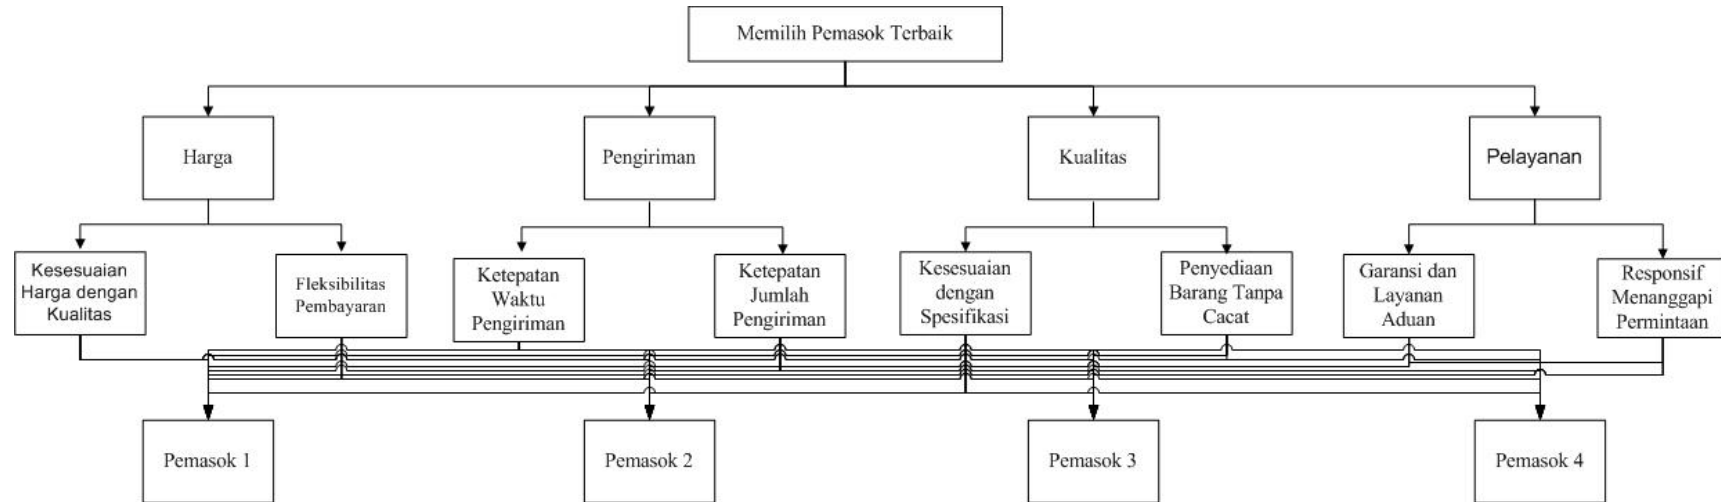 Memilih Pemasok Terbaik
Harga
Pengiriman
Kualitas
Pelayanan
Kesesuaian
Harga dengan
Kualitas
Fleksibilitas
Pembayaran
Ketepatan
Waktu
Pengiriman
Ketepatan
Jumlah
Pengiriman
Kesesuaian
dengan
Spesifikasi
Penyediaan
Barang Tanpa
Cacat
Garansi dan
Layanan
Aduan
Responsif
Menanggapi
Permintaan
Pemasok 1
Pemasok 2
Pemasok 3
Pemasok 4